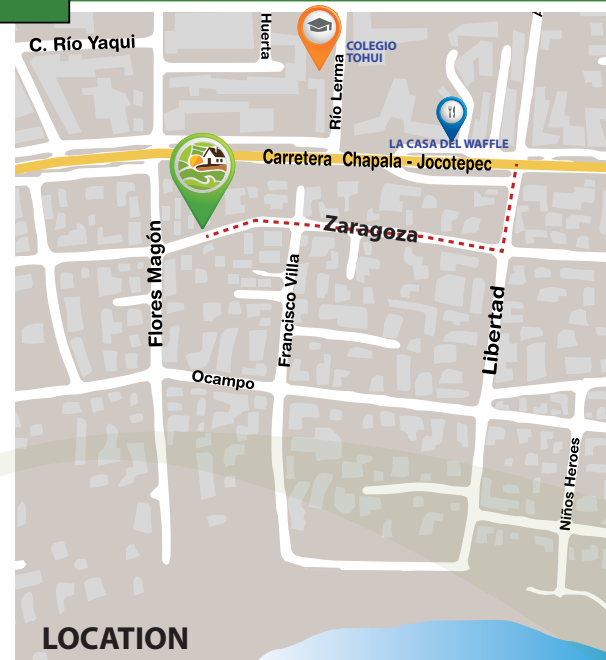 C. Río Yaqui
Huerta
Río Lerma
COLEGIO
TOHUI
LA CASA DEL WAFFLE
Carretera Chapala - Jocotepec
Flores Magón
Zaragoza
Francisco Villa
Libertad
Ocampo
Niños Heroes
LOCATION